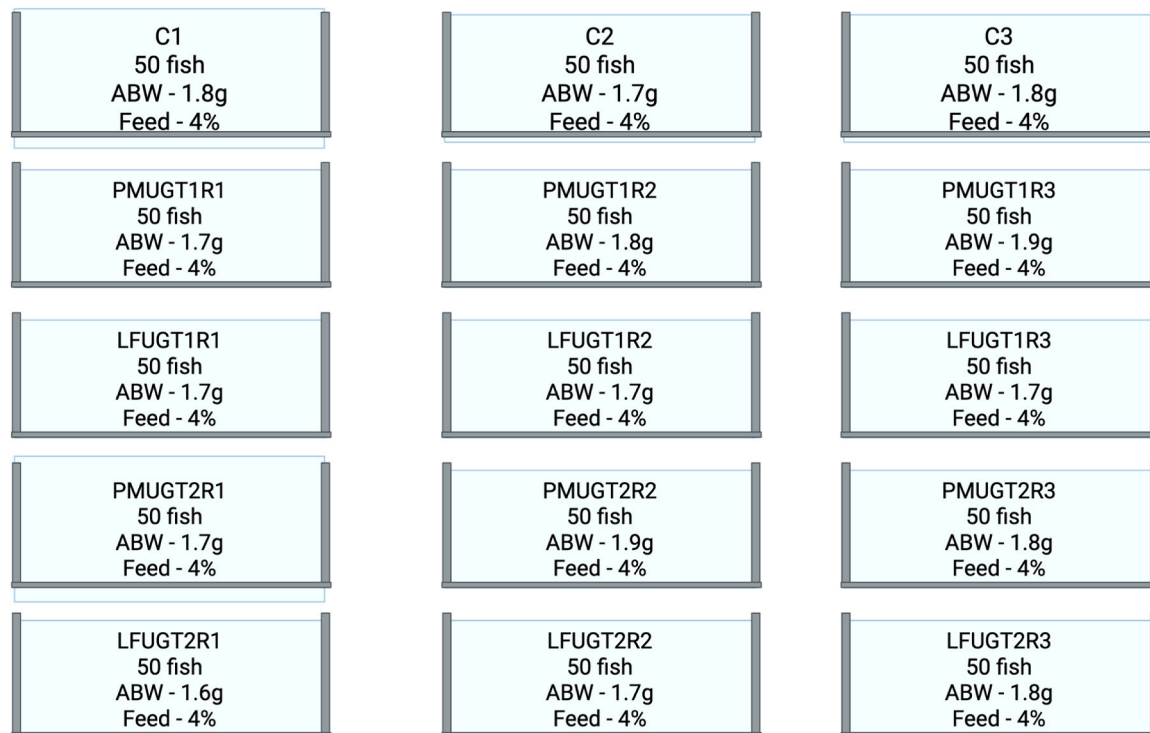 C1
50 fish
ABW - 1.8g
Feed - 4%
C2
50 fish
ABW - 1.7g
Feed - 4%
C3
50 fish
ABW - 1.8g
Feed - 4%
PMUGT1R1
50 fish
ABW - 1.7g
Feed - 4%
PMUGT1R2
50 fish
ABW - 1.8g
Feed - 4%
PMUGT1R3
50 fish
ABW - 1.9g
Feed - 4%
LFUGT1R1
50 fish
ABW - 1.7g
Feed - 4%
LFUGT1R2
50 fish
ABW - 1.7g
Feed - 4%
LFUGT1R3
50 fish
ABW - 1.7g
Feed - 4%
PMUGT2R1
50 fish
ABW - 1.7g
Feed - 4%
PMUGT2R2
50 fish
ABW - 1.9g
Feed - 4%
PMUGT2R3
50 fish
ABW - 1.8g
Feed - 4%
LFUGT2R1
50 fish
ABW - 1.6g
Feed - 4%
LFUGT2R2
50 fish
ABW - 1.7g
Feed - 4%
LFUGT2R3
50 fish
ABW - 1.8g
Feed - 4%